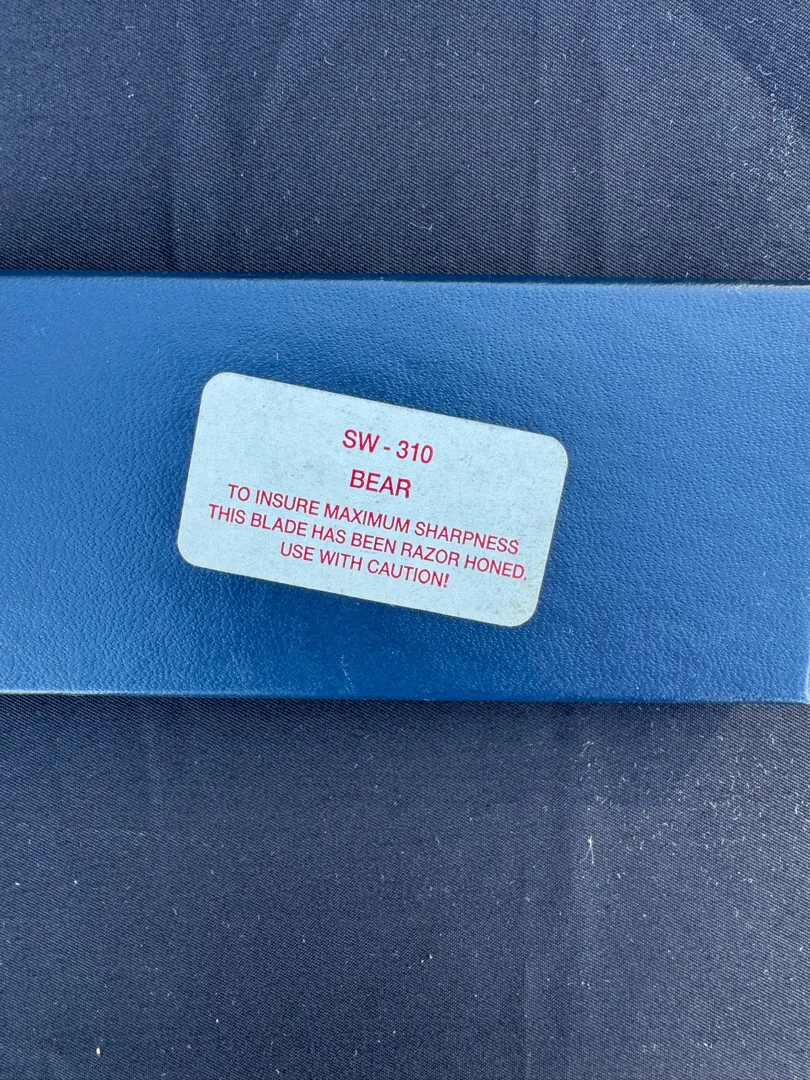 SW - 310
BEAR
TO INSURE MAXIMUM SHARPNESS
THIS BLADE HAS BEEN RAZOR HONED.
USE WITH CAUTION!